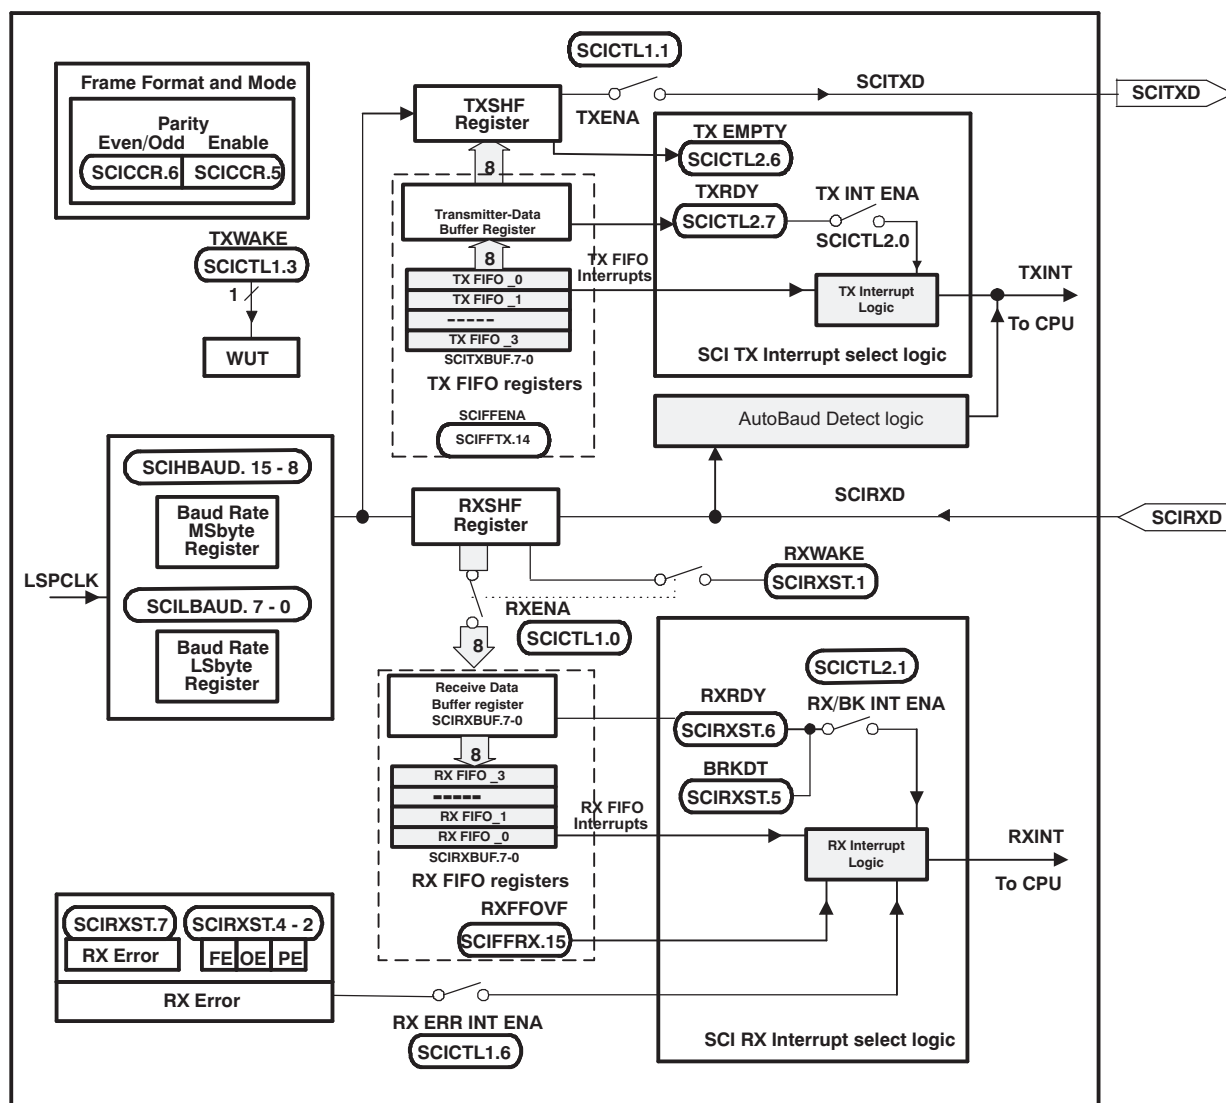 SCICTL1.1
Frame Format and Mode
Parity
Even/Odd Enable
SCICCR.6 SCICCR.5
TXSHF
Register
TXENA
SCITXD
SCITXD
8
TX EMPTY
SCICTL2.6
TXRDY
SCICTL2.7
TX INT ENA
SCICTL2.0
Transmitter-Data
Buffer Register
8
TXWAKE
SCICTL1.3
1
WUT
TX FIFO _0
TX FIFO _1
-----
TX FIFO _3
SCITXBUF.7-0
TX FIFO registers
SCIFFENA
SCIFFTX.14
TX FIFO
Interrupts
TX Interrupt
Logic
TXINT
To CPU
SCI TX Interrupt select logic
AutoBaud Detect logic
LSPCLK
SCIHBAUD. 15 - 8
Baud Rate
MSbyte
Register
SCILBAUD. 7 - 0
Baud Rate
LSbyte
Register
RXSHF
Register
SCIRXD
SCIRXD
RXWAKE
SCIRXST.1
RXENA
SCICTL1.0
8
Receive Data
Buffer register
SCIRXBUF.7-0
8
RX FIFO _3
-----
RX FIFO_1
RX FIFO _0
SCIRXBUF.7-0
RX FIFO registers
RXFFOVF
SCIFFRX.15
SCICTL2.1
RXRDY
RX/BK INT ENA
SCIRXST.6
BRKDT
SCIRXST.5
RX FIFO
Interrupts
RX Interrupt
Logic
RXINT
To CPU
SCI RX Interrupt select logic
SCIRXST.7 SCIRXST.4 - 2
RX Error FE OE PE
RX Error
RX ERR INT ENA
SCICTL1.6